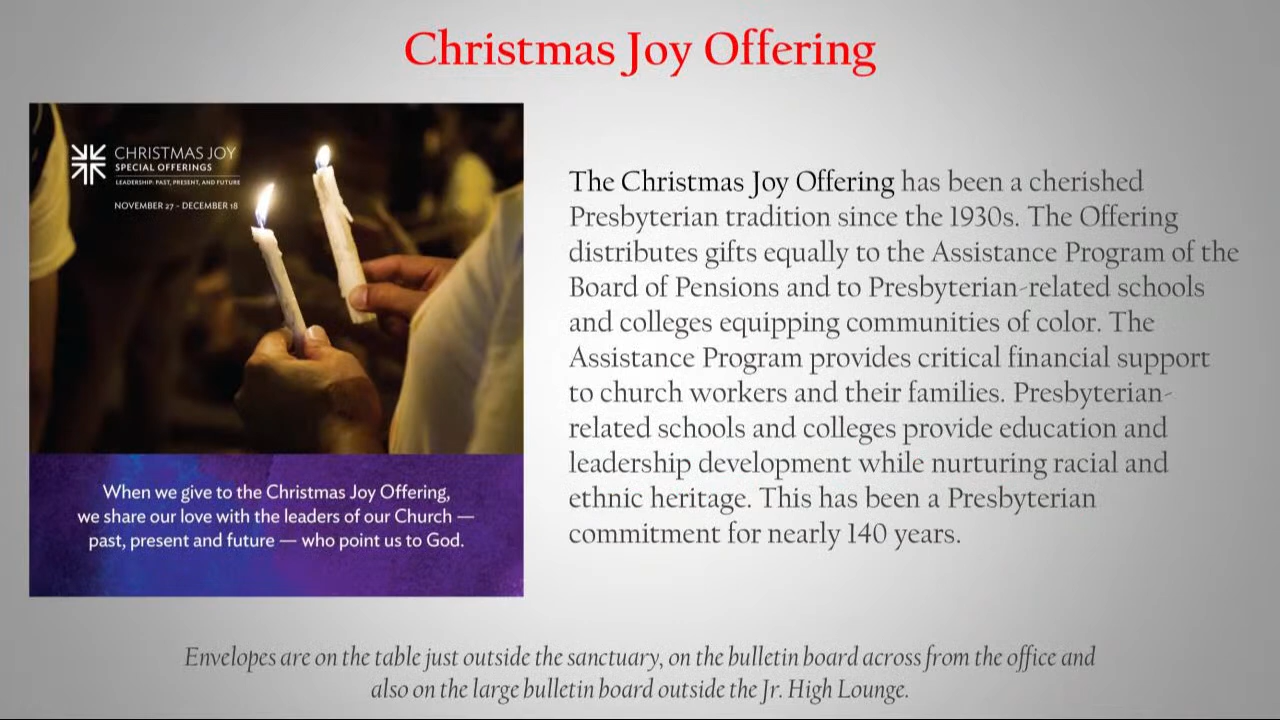 Christmas Joy Offering
CHRISTMAS JOY
SPECIAL OFFERINGS
LEADERSHIP: PAST, PRESENT, AND FUTURE
NOVEMBER 27 - DECEMBER 18
When we give to the Christmas Joy Offering,
we share our love with the leaders of our Church —
past, present and future — who point us to God.
The Christmas Joy Offering has been a cherished
Presbyterian tradition since the 1930s. The Offering
distributes gifts equally to the Assistance Program of the
Board of Pensions and to Presbyterian-related schools
and colleges equipping communities of color. The
Assistance Program provides critical financial support
to church workers and their families. Presbyterian-
related schools and colleges provide education and
leadership development while nurturing racial and
ethnic heritage. This has been a Presbyterian
commitment for nearly 140 years.
Envelopes are on the table just outside the sanctuary, on the bulletin board across from the office and
also on the large bulletin board outside the Jr. High Lounge.